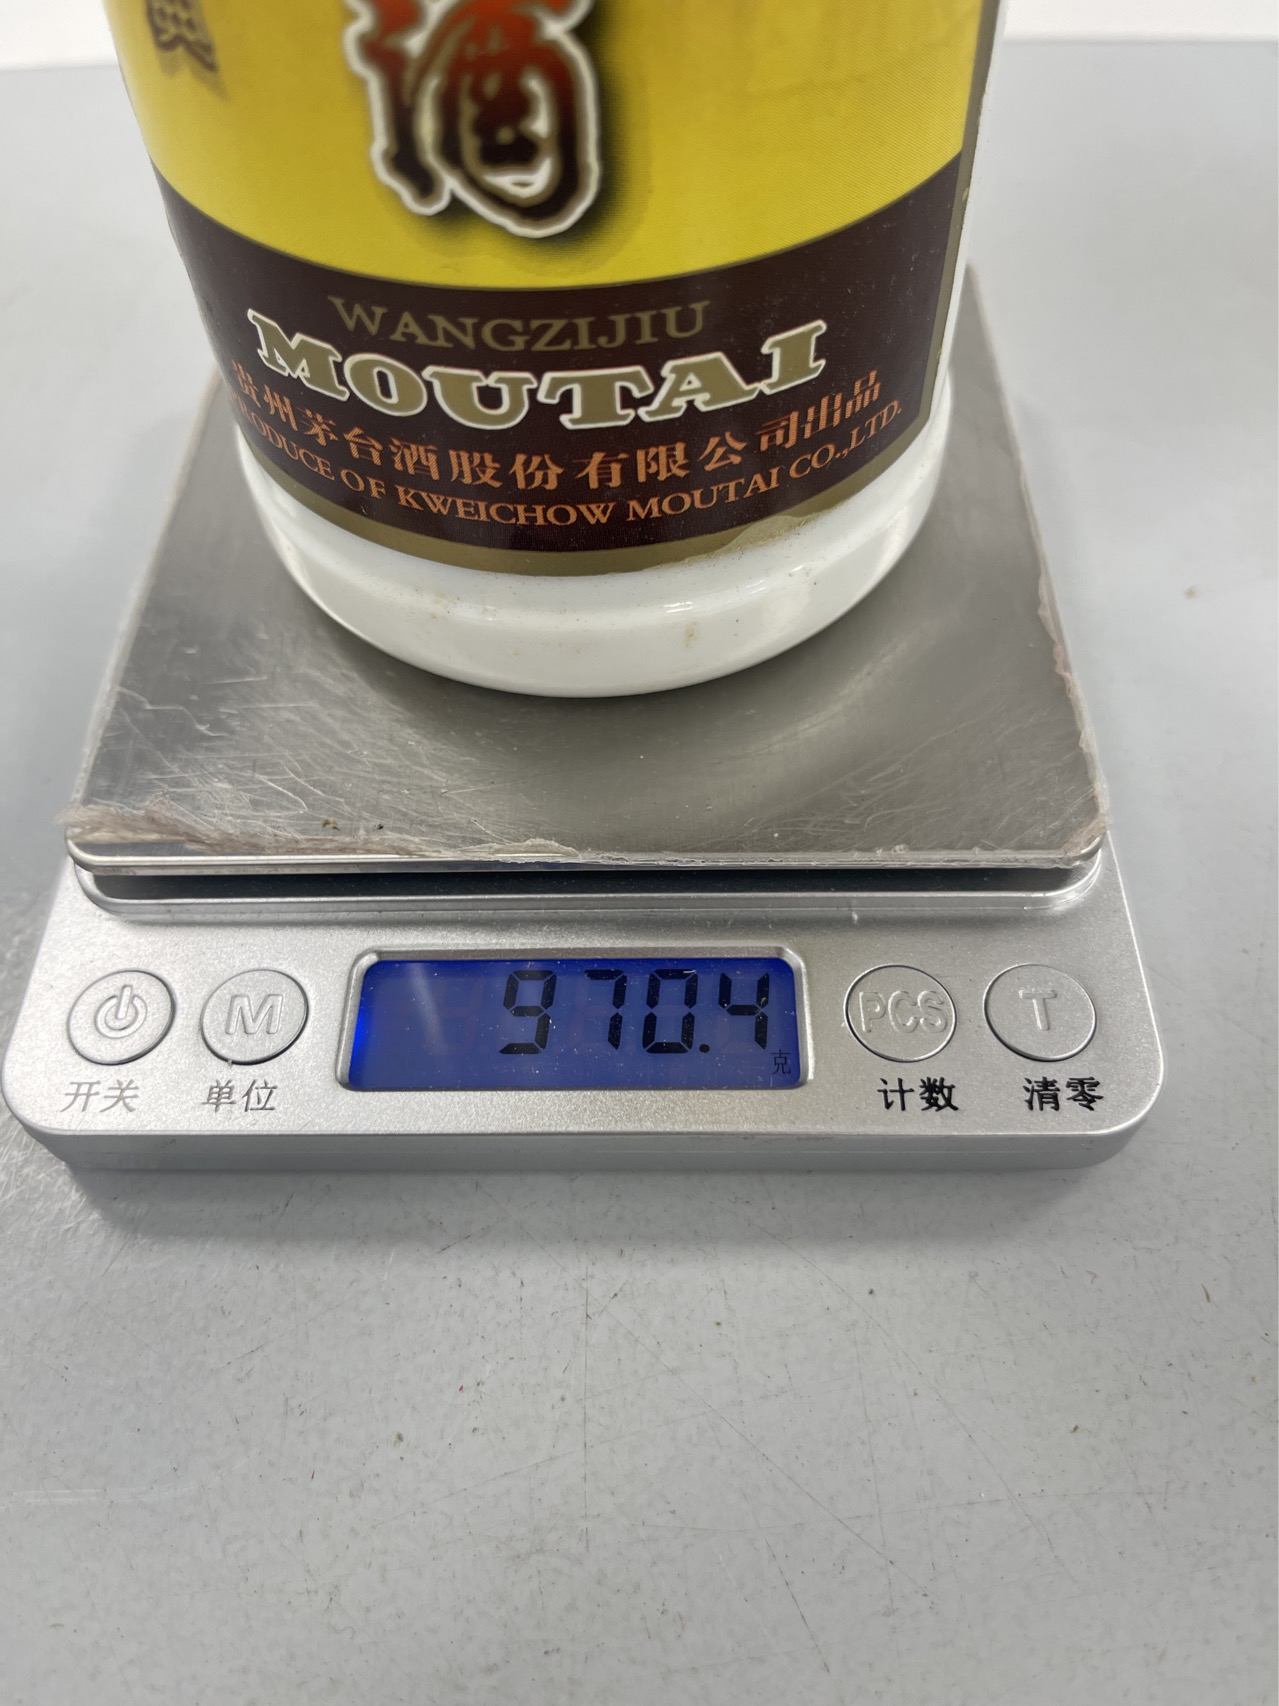 酒
WANGZIJIU
MOUTAI
贵州茅台酒股份有限公司出品
PRODUCE OF KWEICHOW MOUTAI CO.,LTD.
M 970.4 克 PCS T
开关 单位 计数 清零